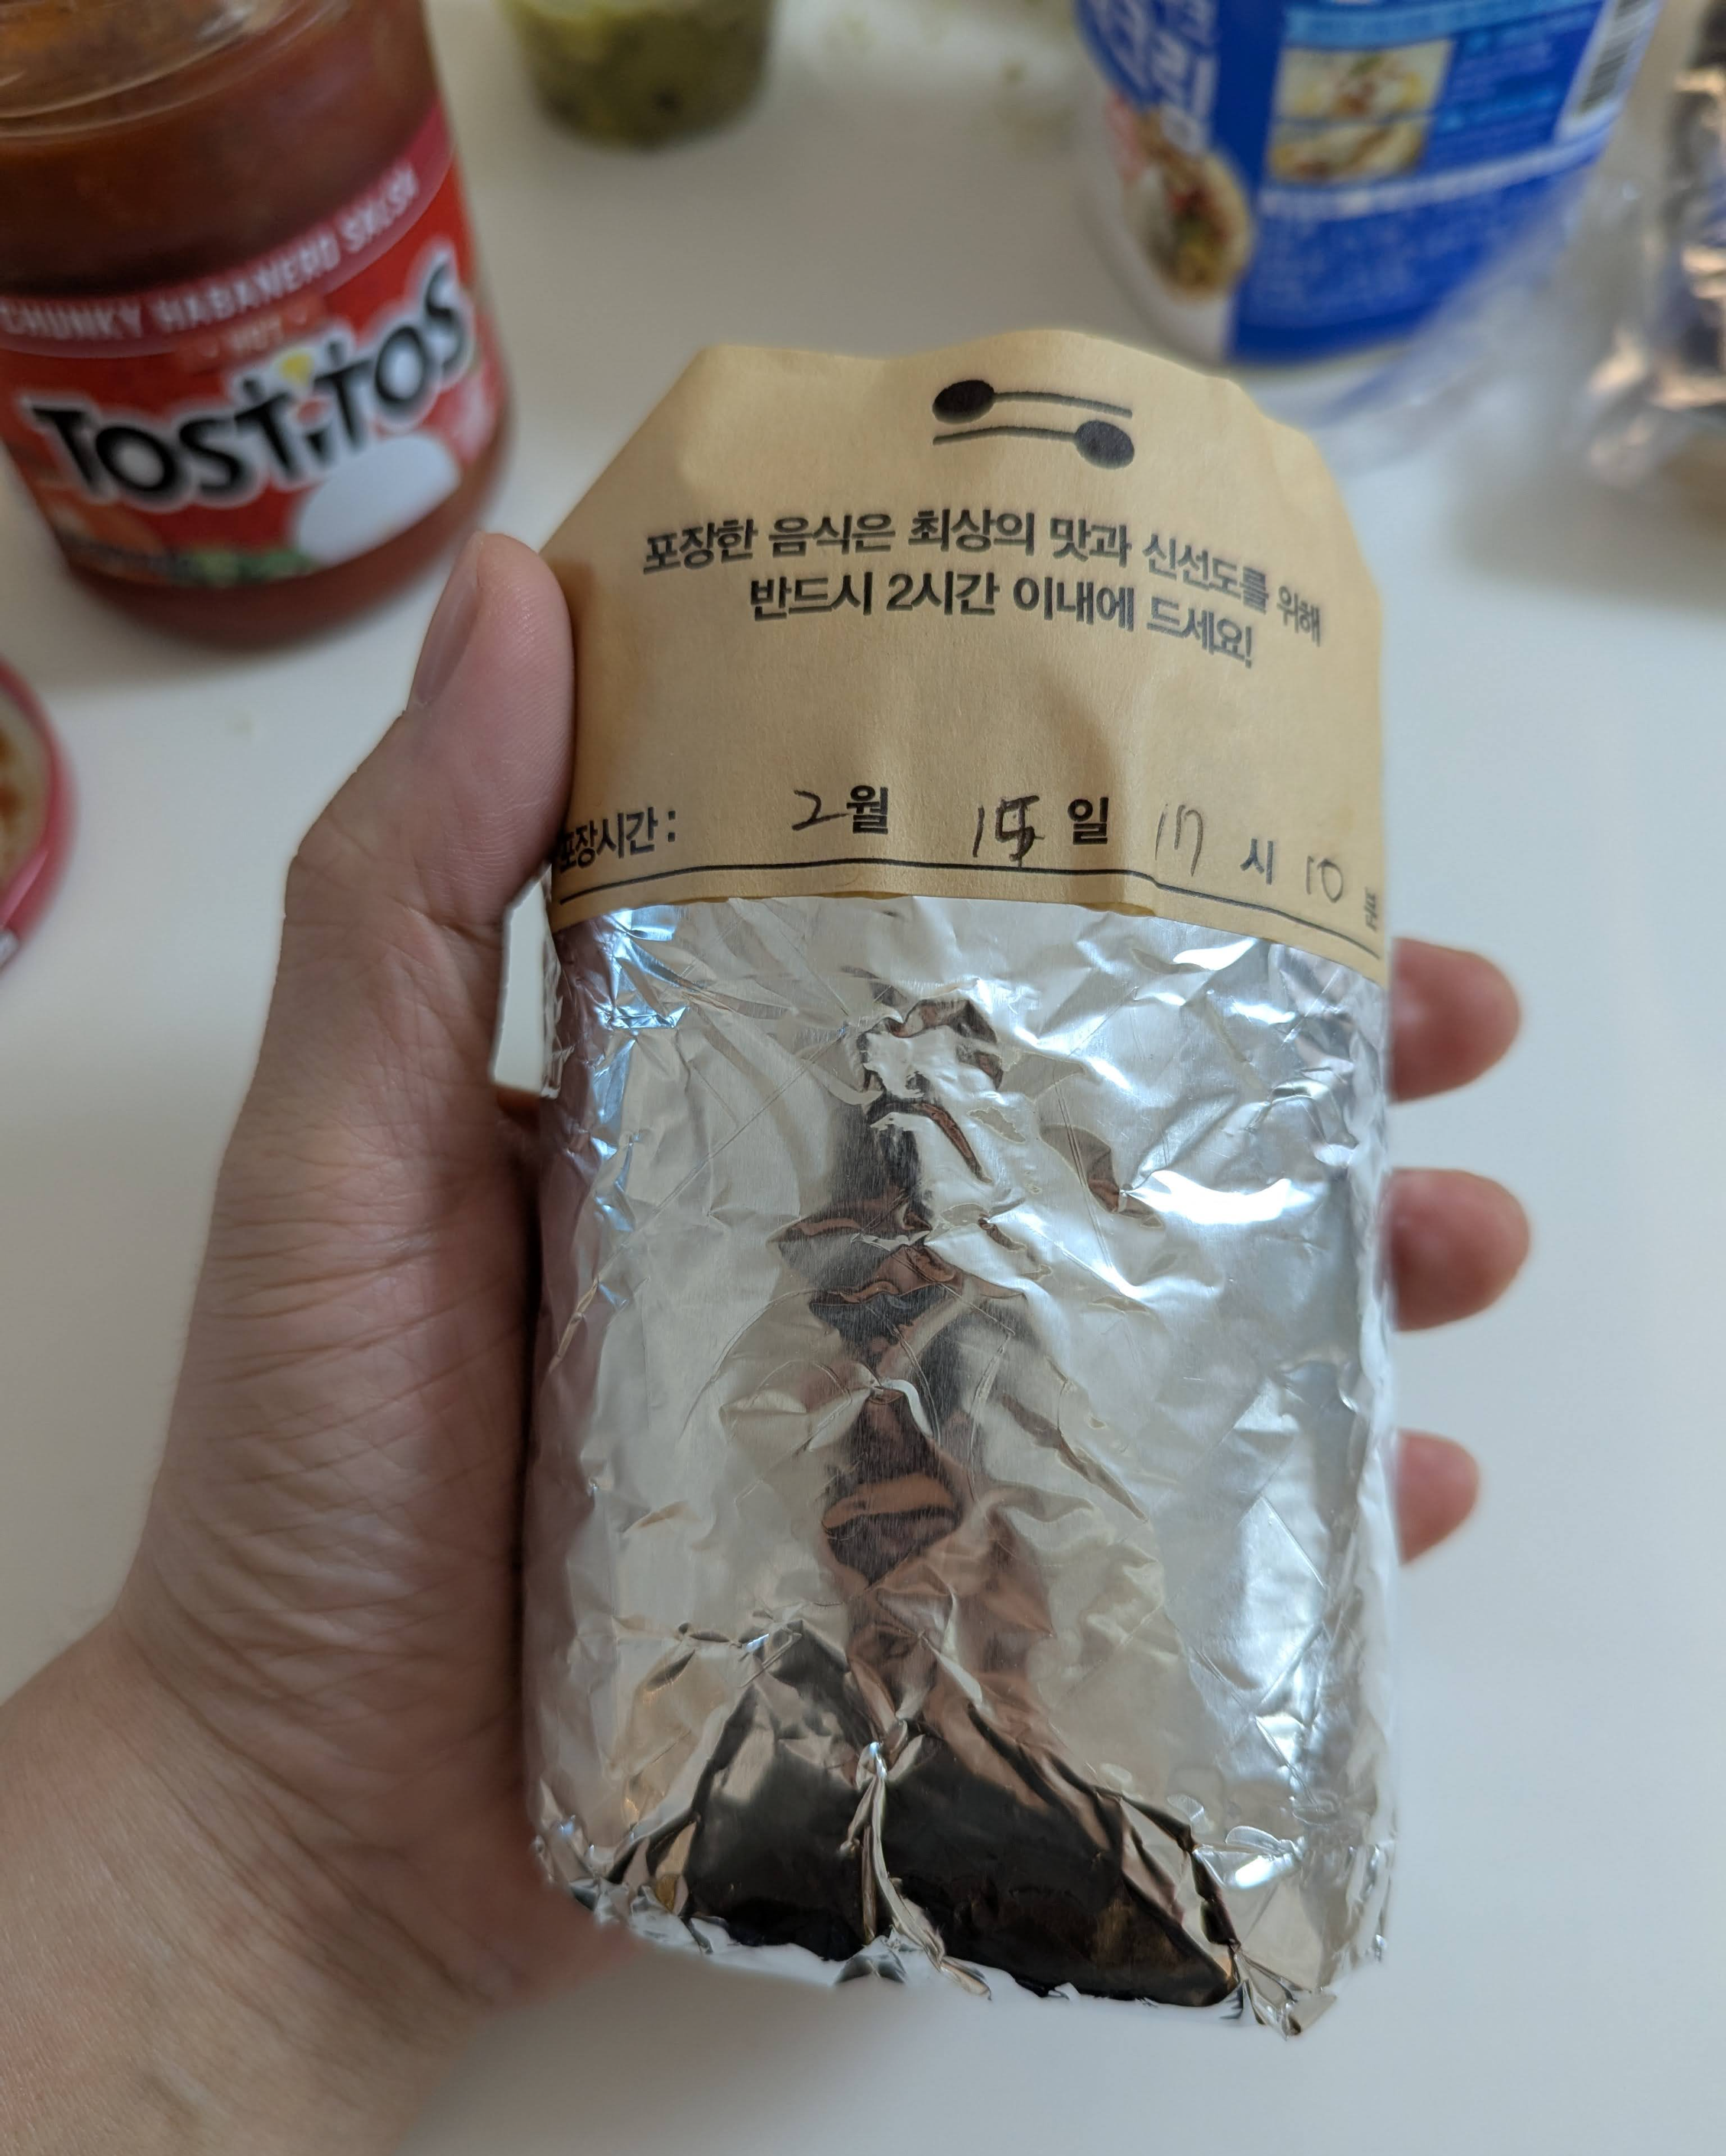 CHUNKY HABANERO SALSA
HOT
TOSTiTOS
포장한 음식은 최상의 맛과 신선도를 위해
반드시 2시간 이내에 드세요!
포장시간 : 2월 일 17 시 10 분